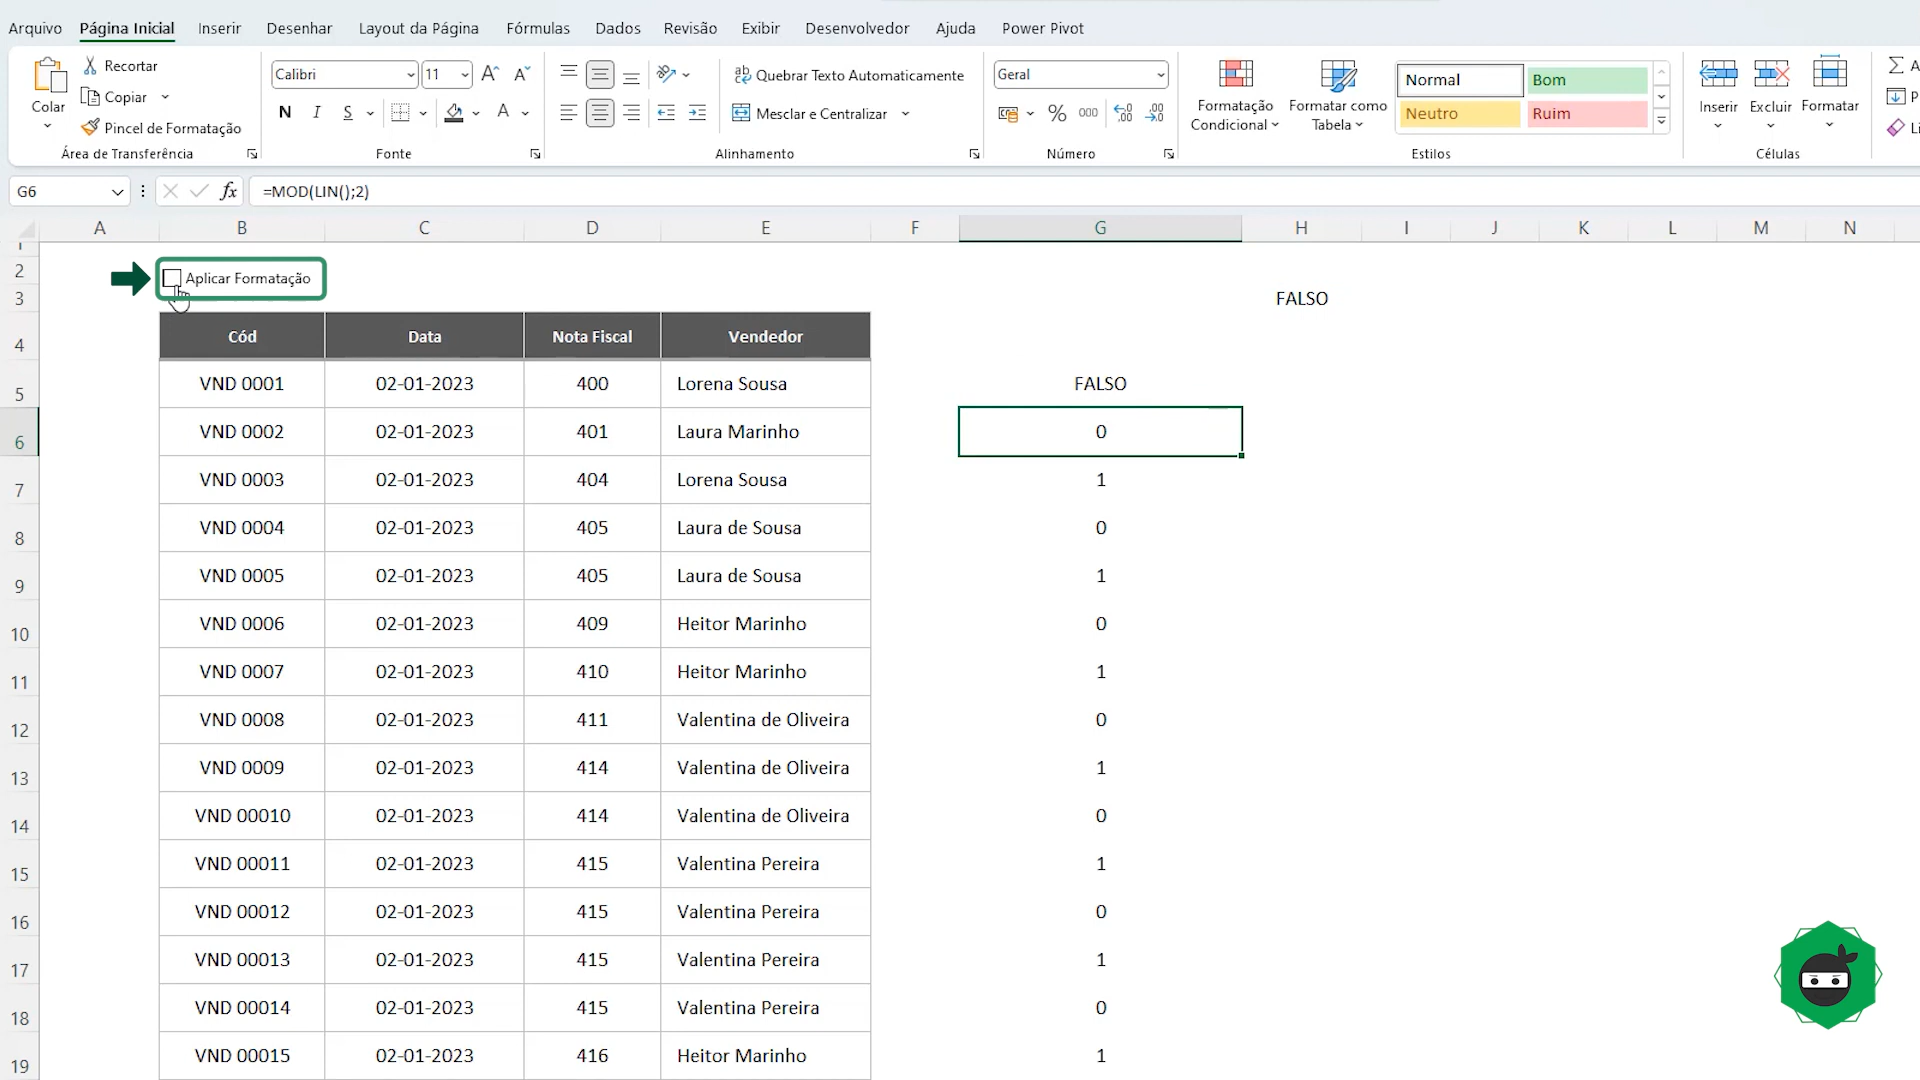 Arquivo Página Inicial Inserir Desenhar Layout da Página Fórmulas Dados Revisão Exibir Desenvolvedor Ajuda Power Pivot
Colar
Recortar
Copiar
Pincel de Formatação
Área de Transferência
Calibri 11
N I S A
Fonte
Quebrar Texto Automaticamente
Mesclar e Centralizar
Alinhamento
Geral
% 000
Número
Formatação Condicional
Formatar como Tabela
Normal Bom
Neutro Ruim
Estilos
Inserir Excluir Formatar
Células
G6 fx =MOD(LIN();2)
A B C D E F G H I J K L M N
1
2 Aplicar Formatação
3 FALSO
4 Cód Data Nota Fiscal Vendedor
5 VND 0001 02-01-2023 400 Lorena Sousa FALSO
6 VND 0002 02-01-2023 401 Laura Marinho 0
7 VND 0003 02-01-2023 404 Lorena Sousa 1
8 VND 0004 02-01-2023 405 Laura de Sousa 0
9 VND 0005 02-01-2023 405 Laura de Sousa 1
10 VND 0006 02-01-2023 409 Heitor Marinho 0
11 VND 0007 02-01-2023 410 Heitor Marinho 1
12 VND 0008 02-01-2023 411 Valentina de Oliveira 0
13 VND 0009 02-01-2023 414 Valentina de Oliveira 1
14 VND 00010 02-01-2023 414 Valentina de Oliveira 0
15 VND 00011 02-01-2023 415 Valentina Pereira 1
16 VND 00012 02-01-2023 415 Valentina Pereira 0
17 VND 00013 02-01-2023 415 Valentina Pereira 1
18 VND 00014 02-01-2023 415 Valentina Pereira 0
19 VND 00015 02-01-2023 416 Heitor Marinho 1